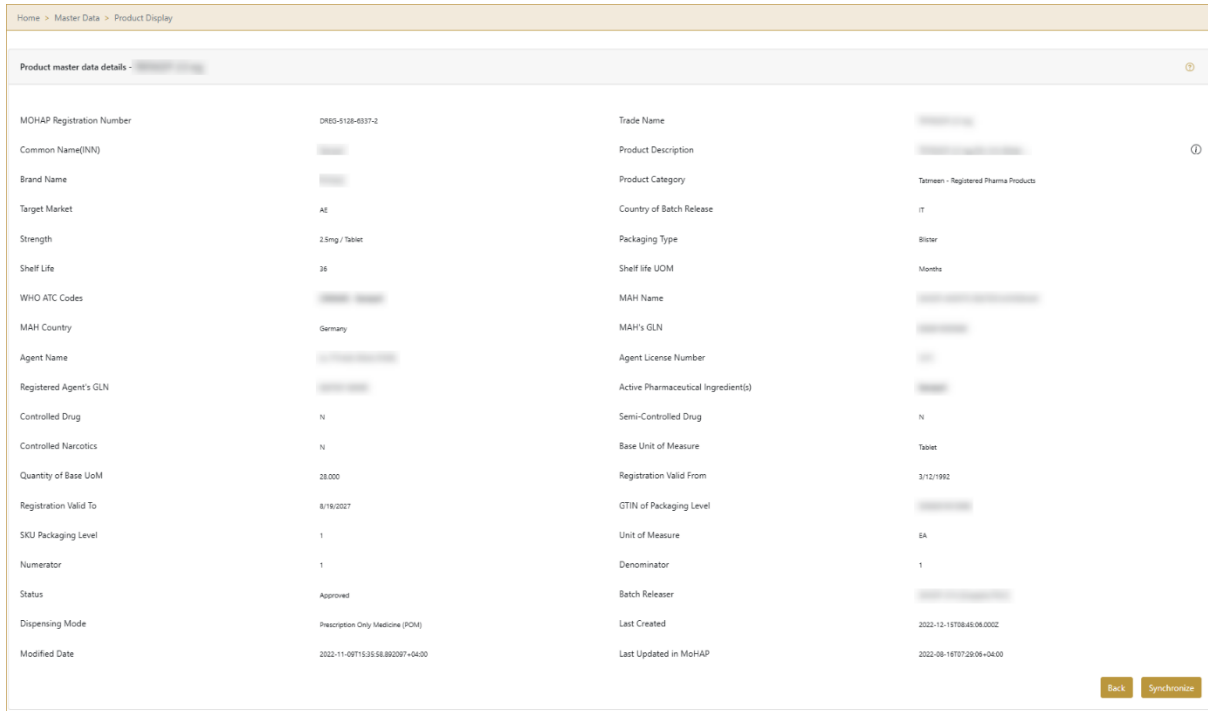 Home > Master Data > Product Display
Product master data details -
MOHAP Registration Number DREG-5128-6337-2 Trade Name
Common Name(INN) Product Description
Brand Name Product Category Tatmeen - Registered Pharma Products
Target Market AE Country of Batch Release IT
Strength 2.5mg / Tablet Packaging Type Blister
Shelf Life 36 Shelf life UOM Months
WHO ATC Codes MAH Name
MAH Country Germany MAH's GLN
Agent Name Agent License Number
Registered Agent's GLN Active Pharmaceutical Ingredient(s)
Controlled Drug N Semi-Controlled Drug N
Controlled Narcotics N Base Unit of Measure Tablet
Quantity of Base UoM 28.000 Registration Valid From 3/12/1992
Registration Valid To 8/19/2027 GTIN of Packaging Level
SKU Packaging Level 1 Unit of Measure EA
Numerator 1 Denominator 1
Status Approved Batch Releaser
Dispensing Mode Prescription Only Medicine (POM) Last Created 2022-12-15T08:45:06.000Z
Modified Date 2022-11-09T15:35:58.892097+04:00 Last Updated in MoHAP 2022-08-16T07:29:06+04:00
Back Synchronize